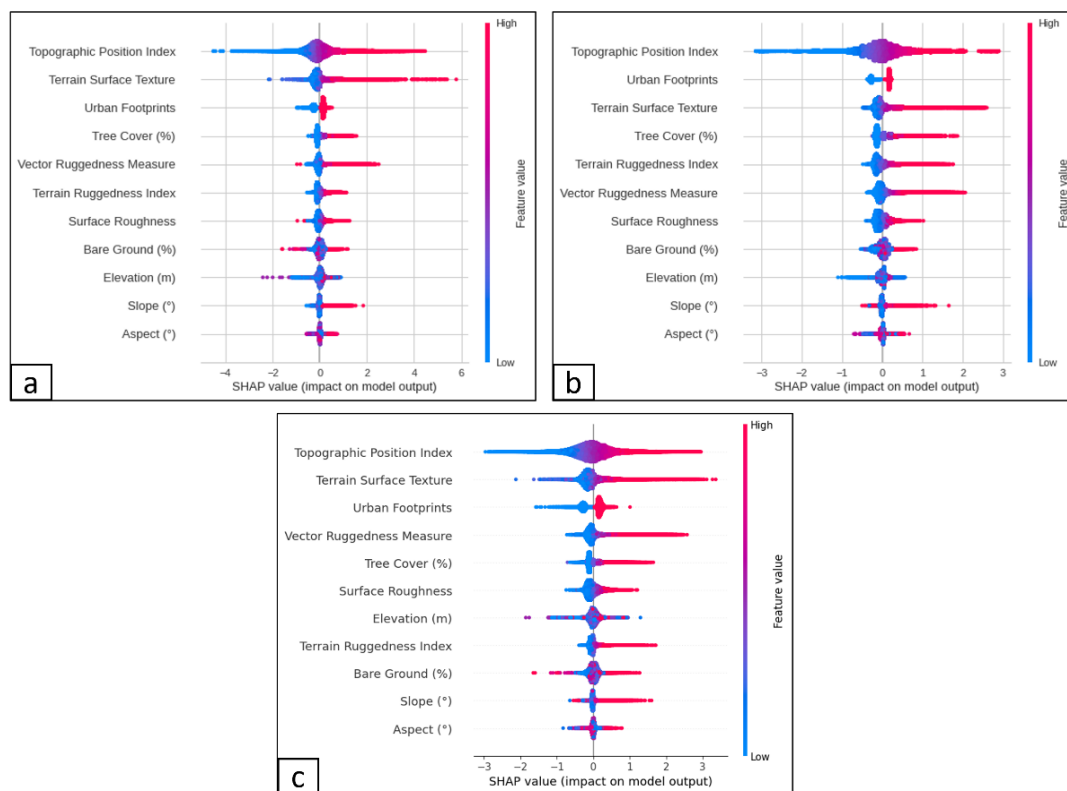 High
Topographic Position Index
Terrain Surface Texture
Urban Footprints
Tree Cover (%)
Vector Ruggedness Measure
Terrain Ruggedness Index
Surface Roughness
Bare Ground (%)
Elevation (m)
Slope (°)
Aspect (°)
Feature value
Low
−4 −2 0 2 4 6
SHAP value (impact on model output)
a
High
Topographic Position Index
Urban Footprints
Terrain Surface Texture
Tree Cover (%)
Terrain Ruggedness Index
Vector Ruggedness Measure
Surface Roughness
Bare Ground (%)
Elevation (m)
Slope (°)
Aspect (°)
Feature value
Low
−3 −2 −1 0 1 2 3
SHAP value (impact on model output)
b
High
Topographic Position Index
Terrain Surface Texture
Urban Footprints
Vector Ruggedness Measure
Tree Cover (%)
Surface Roughness
Elevation (m)
Terrain Ruggedness Index
Bare Ground (%)
Slope (°)
Aspect (°)
Feature value
Low
−3 −2 −1 0 1 2 3
SHAP value (impact on model output)
c